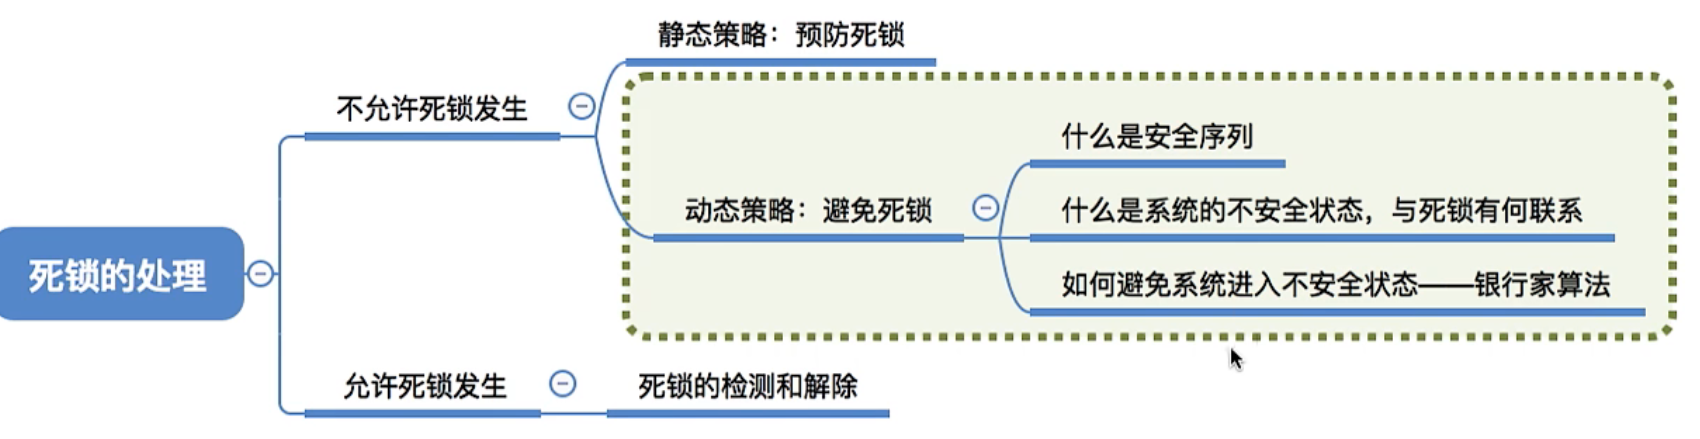 死锁的处理
不允许死锁发生
静态策略：预防死锁
动态策略：避免死锁
什么是安全序列
什么是系统的不安全状态，与死锁有何联系
如何避免系统进入不安全状态——银行家算法
允许死锁发生
死锁的检测和解除